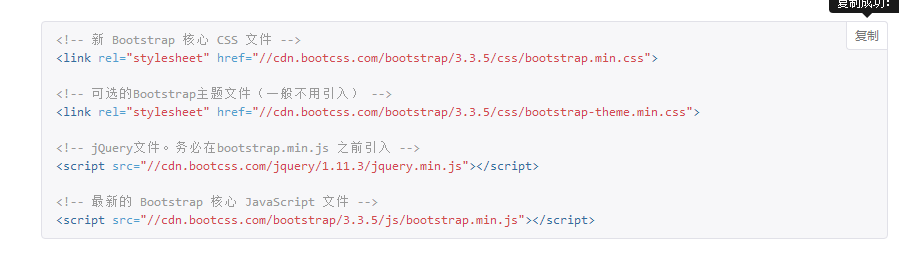 复制成功!
复制
<!-- 新 Bootstrap 核心 CSS 文件 -->
<link rel="stylesheet" href="//cdn.bootcss.com/bootstrap/3.3.5/css/bootstrap.min.css">
<!-- 可选的Bootstrap主题文件（一般不用引入） -->
<link rel="stylesheet" href="//cdn.bootcss.com/bootstrap/3.3.5/css/bootstrap-theme.min.css">
<!-- jQuery文件。务必在bootstrap.min.js 之前引入 -->
<script src="//cdn.bootcss.com/jquery/1.11.3/jquery.min.js"></script>
<!-- 最新的 Bootstrap 核心 JavaScript 文件 -->
<script src="//cdn.bootcss.com/bootstrap/3.3.5/js/bootstrap.min.js"></script>